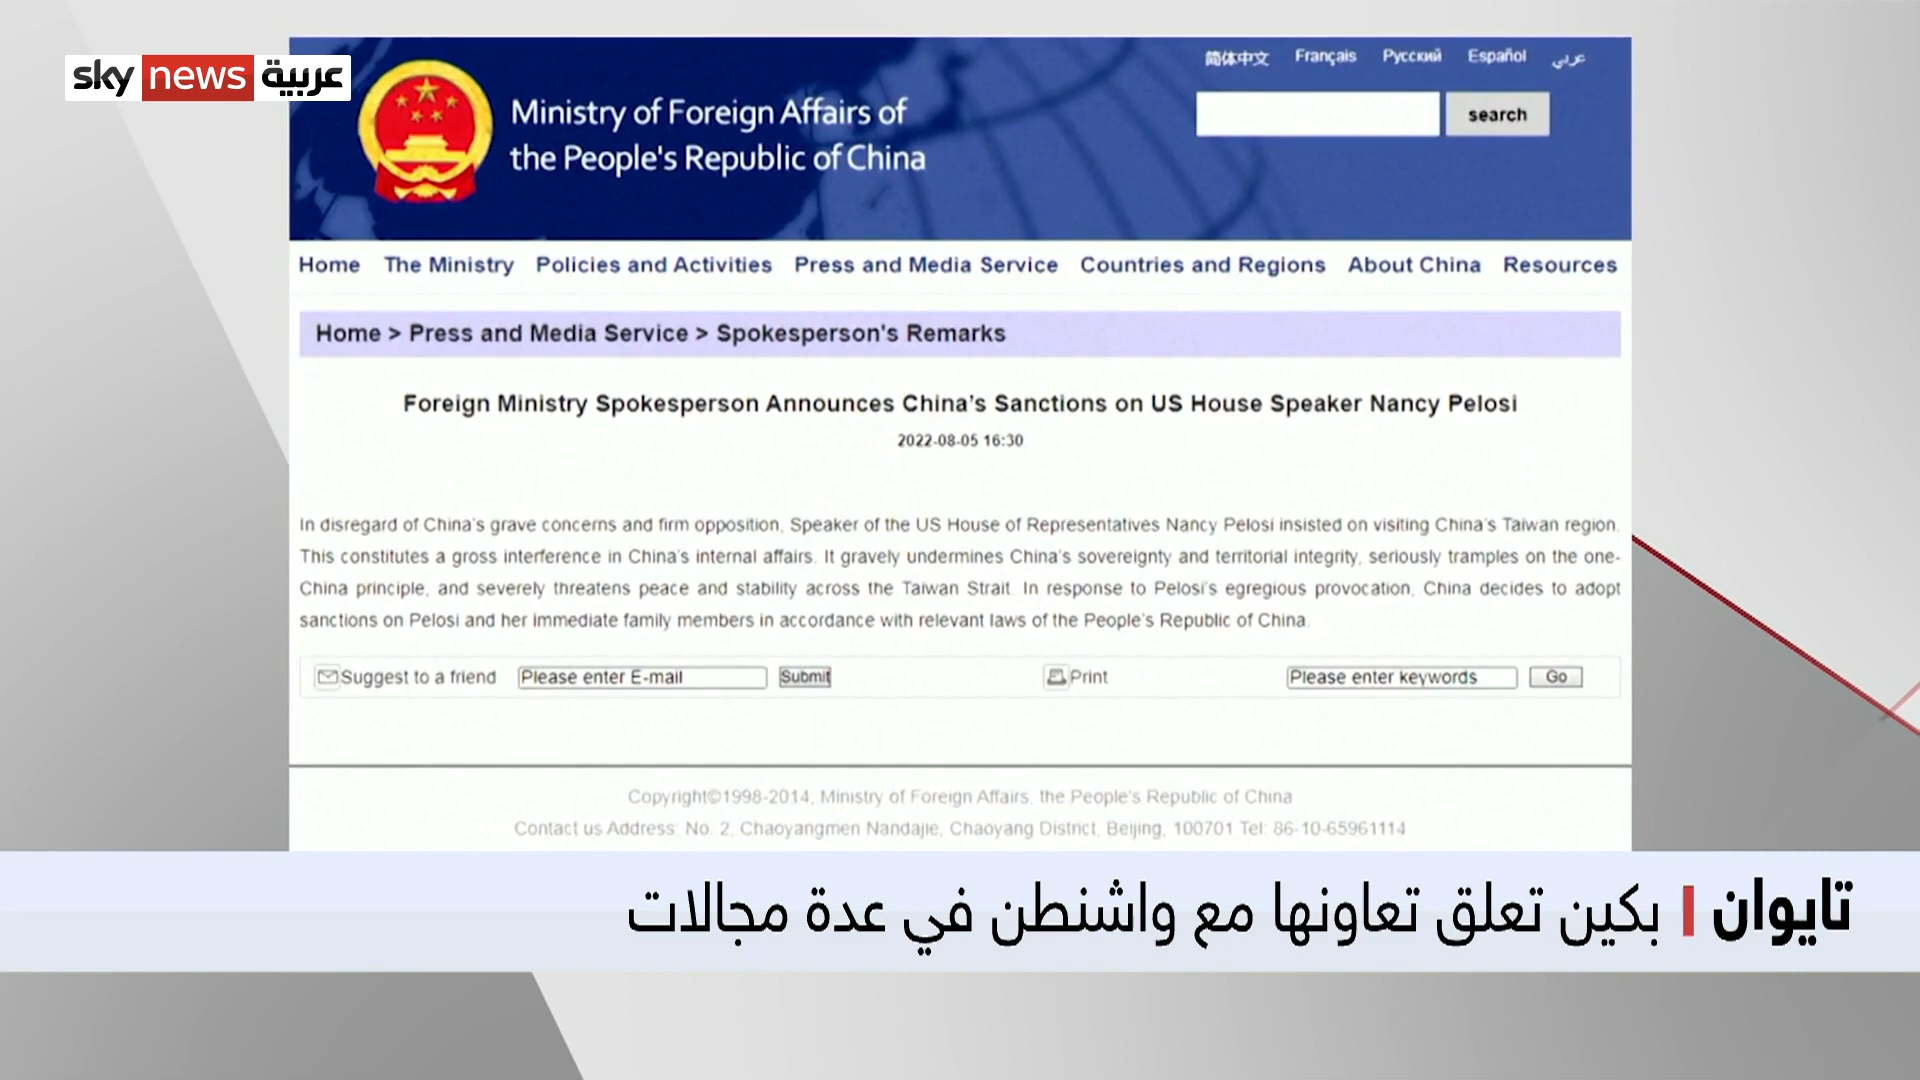 sky news عربية
简体中文 Français Русский Español عربي
Ministry of Foreign Affairs of
the People's Republic of China
search
Home The Ministry Policies and Activities Press and Media Service Countries and Regions About China Resources
Home > Press and Media Service > Spokesperson's Remarks
Foreign Ministry Spokesperson Announces China's Sanctions on US House Speaker Nancy Pelosi
2022-08-05 16:30
In disregard of China's grave concerns and firm opposition, Speaker of the US House of Representatives Nancy Pelosi insisted on visiting China's Taiwan region.
This constitutes a gross interference in China's internal affairs. It gravely undermines China's sovereignty and territorial integrity, seriously tramples on the one-
China principle, and severely threatens peace and stability across the Taiwan Strait. In response to Pelosi's egregious provocation, China decides to adopt
sanctions on Pelosi and her immediate family members in accordance with relevant laws of the People's Republic of China.
Suggest to a friend Please enter E-mail Submit Print Please enter keywords Go
Copyright©1998-2014, Ministry of Foreign Affairs, the People's Republic of China
Contact us Address: No. 2, Chaoyangmen Nandajie, Chaoyang District, Beijing, 100701 Tel: 86-10-65961114
تايوان | بكين تعلق تعاونها مع واشنطن في عدة مجالات